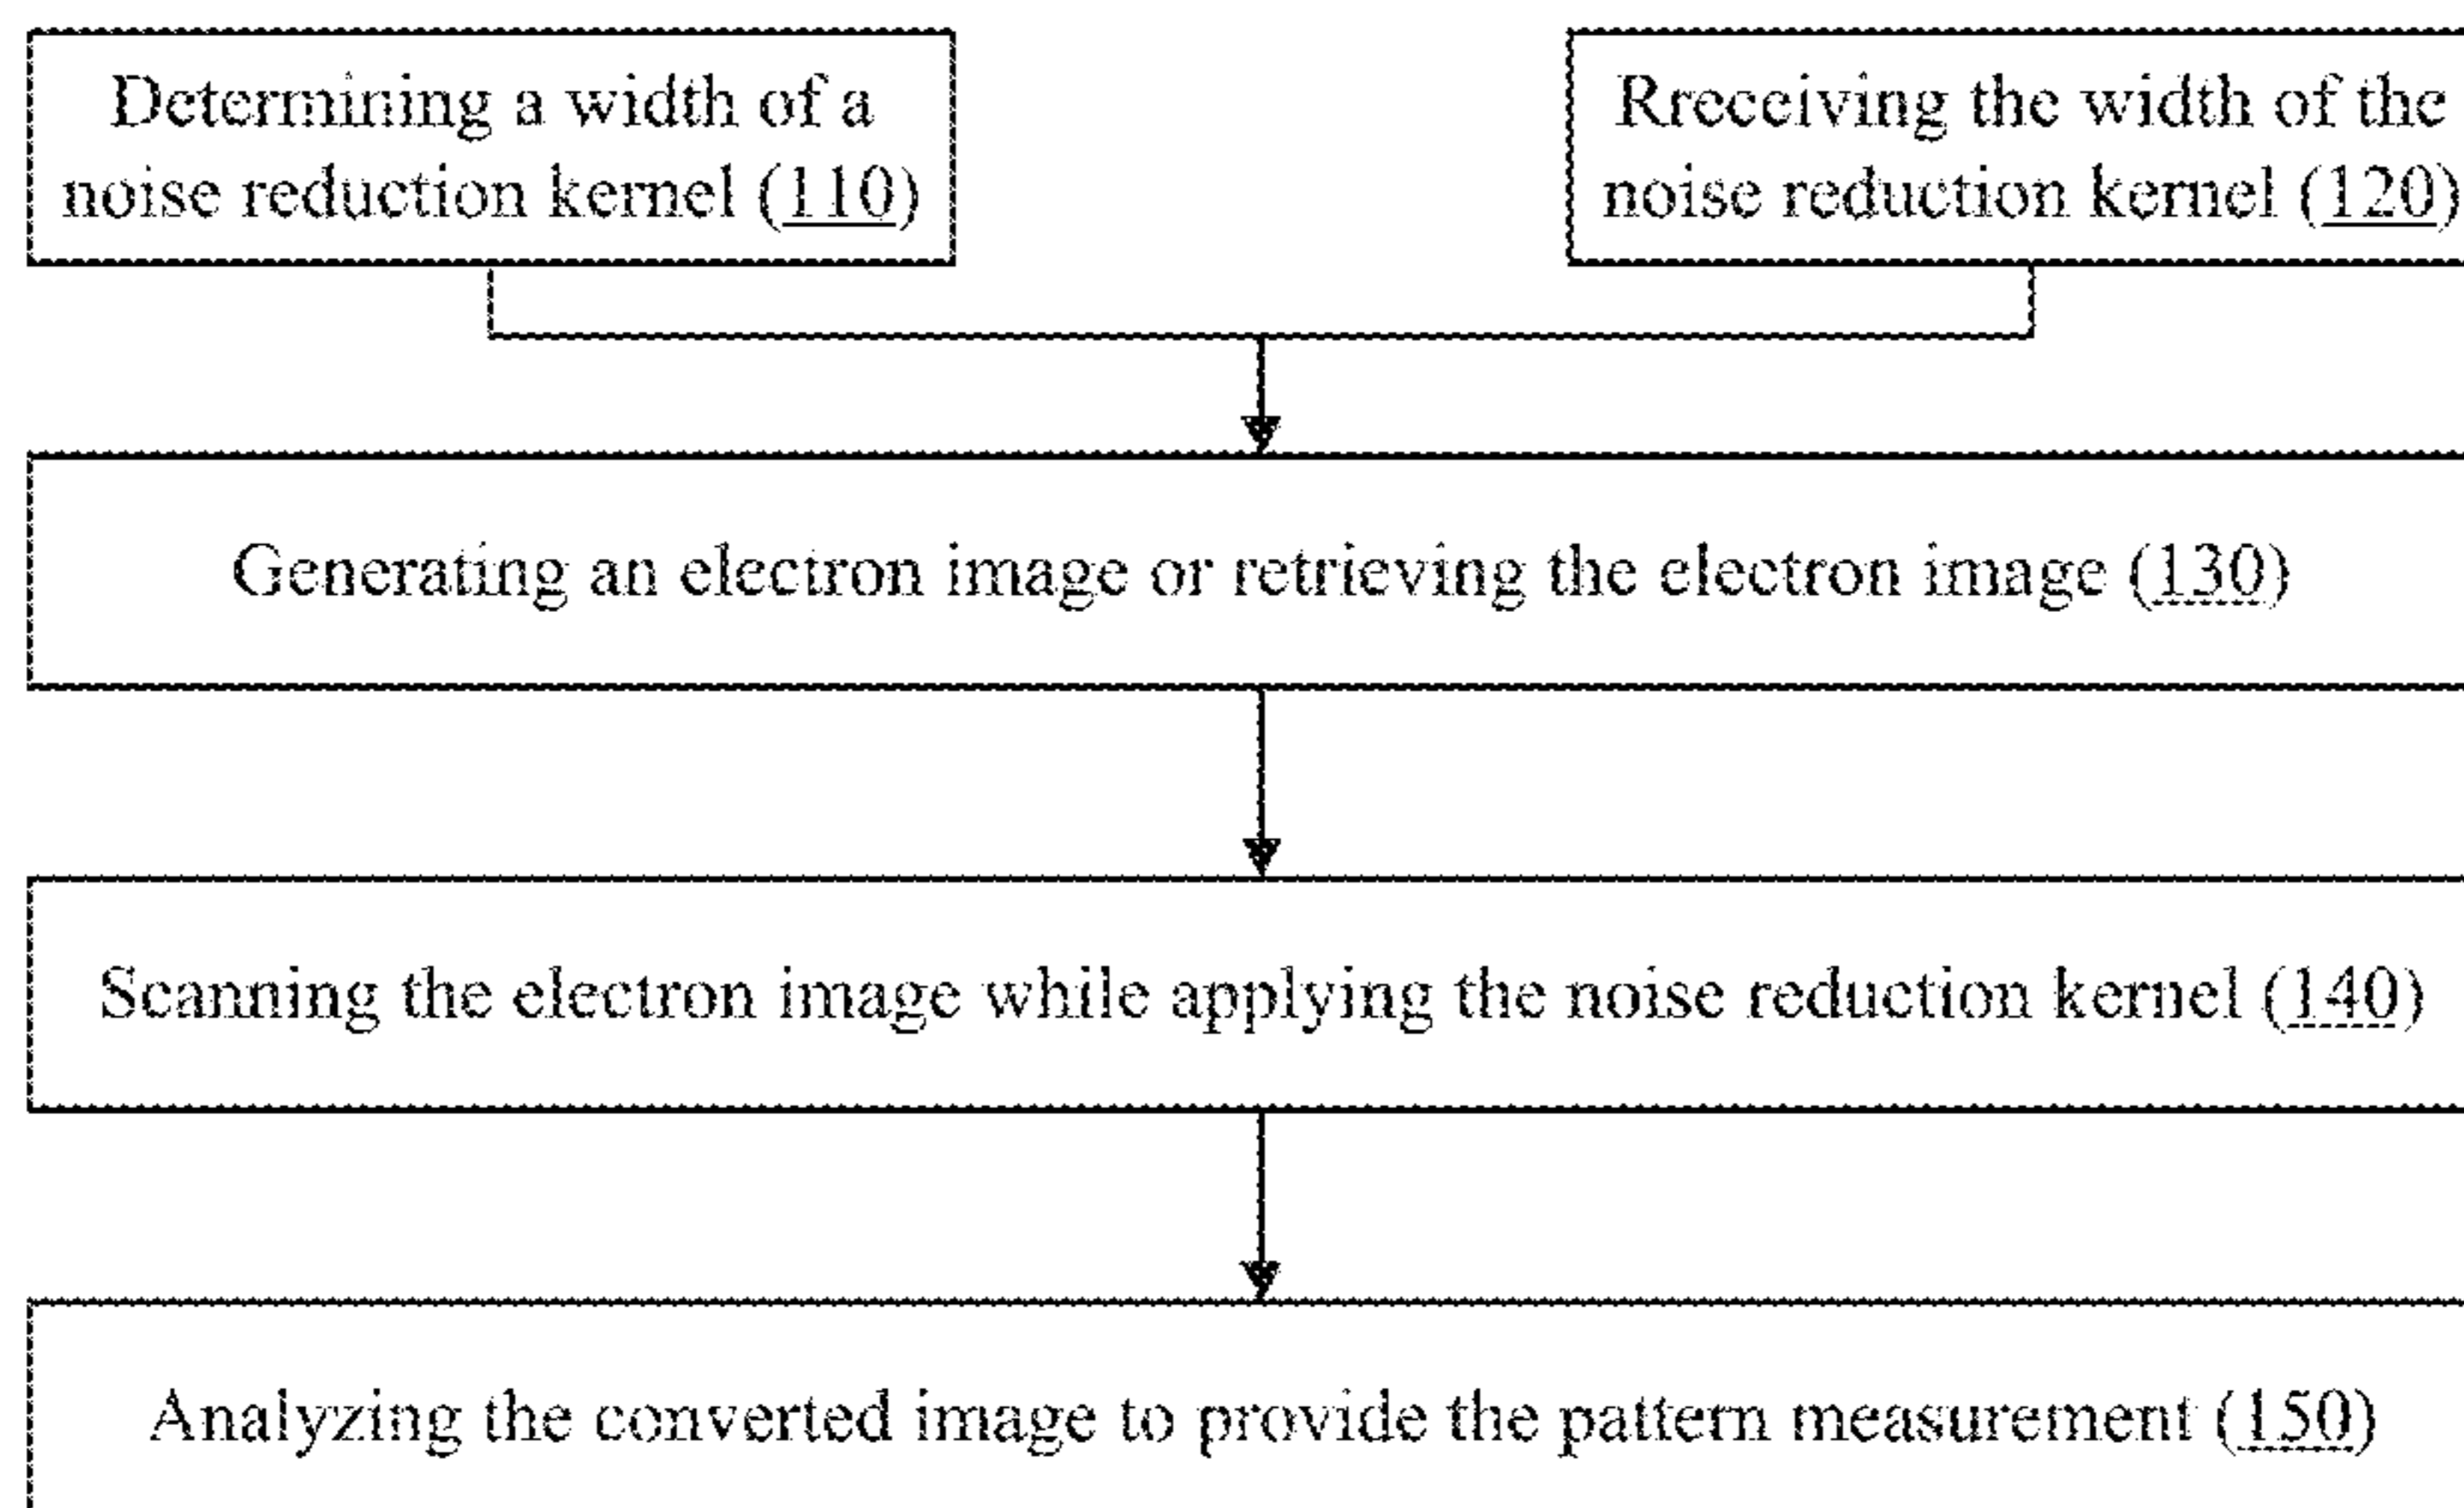 Determining a width of a
noise reduction kernel (110)
Rreceiving the width of the
noise reduction kernel (120)
Generating an electron image or retrieving the electron image (130)
Scanning the electron image while applying the noise reduction kernel (140)
Analyzing the converted image to provide the pattern measurement (150)